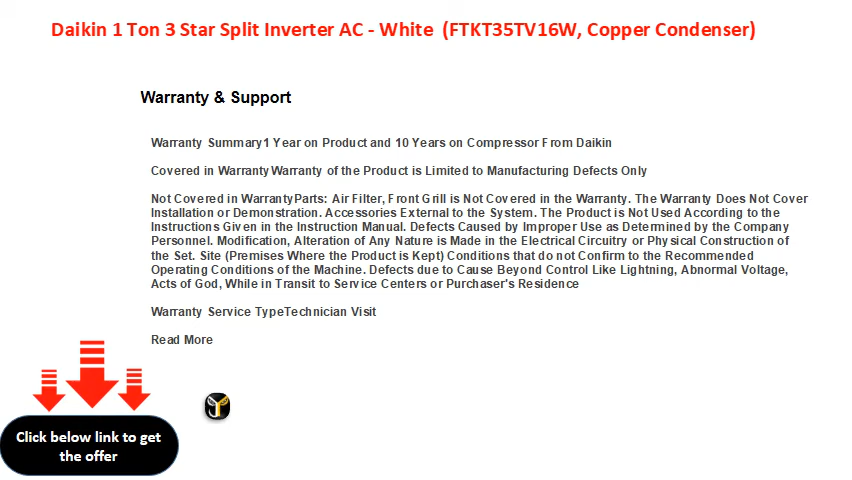 Daikin 1 Ton 3 Star Split Inverter AC - White (FTKT35TV16W, Copper Condenser)
Warranty & Support
Warranty Summary1 Year on Product and 10 Years on Compressor From Daikin
Covered in WarrantyWarranty of the Product is Limited to Manufacturing Defects Only
Not Covered in WarrantyParts: Air Filter, Front Grill is Not Covered in the Warranty. The Warranty Does Not Cover
Installation or Demonstration. Accessories External to the System. The Product is Not Used According to the
Instructions Given in the Instruction Manual. Defects Caused by Improper Use as Determined by the Company
Personnel. Modification, Alteration of Any Nature is Made in the Electrical Circuitry or Physical Construction of
the Set. Site (Premises Where the Product is Kept) Conditions that do not Confirm to the Recommended
Operating Conditions of the Machine. Defects due to Cause Beyond Control Like Lightning, Abnormal Voltage,
Acts of God, While in Transit to Service Centers or Purchaser's Residence
Warranty Service TypeTechnician Visit
Read More
Click below link to get
the offer